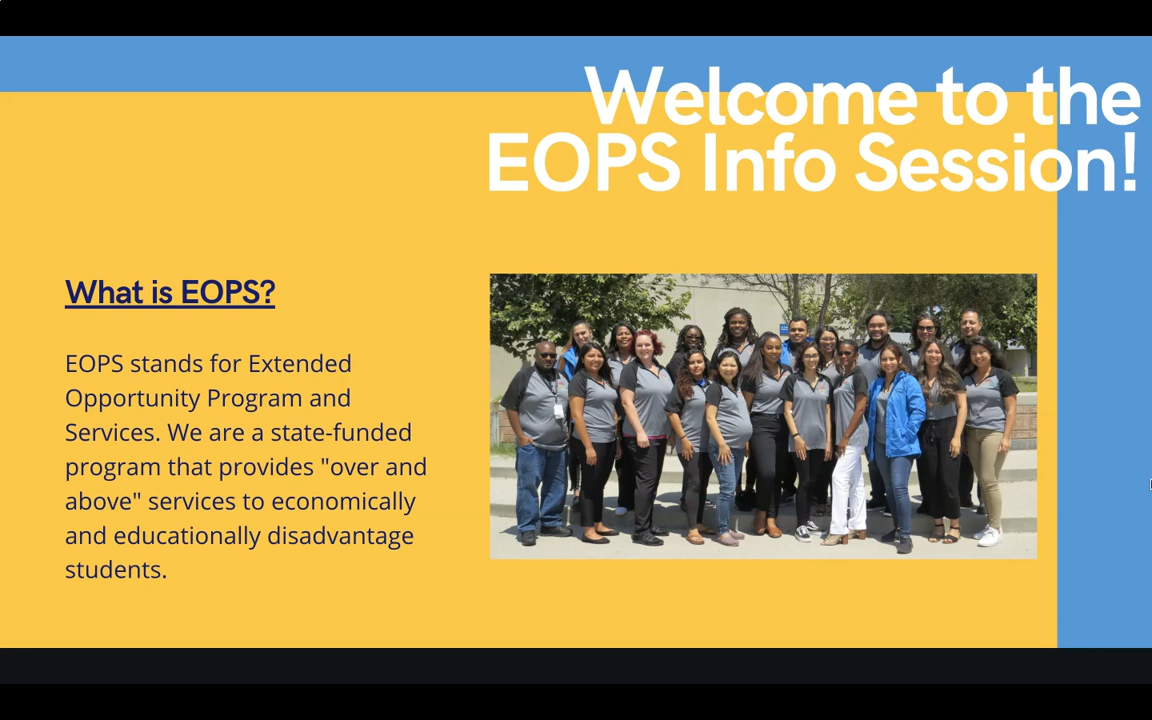 Welcome to the
EOPS Info Session!
What is EOPS?
EOPS stands for Extended
Opportunity Program and
Services. We are a state-funded
program that provides "over and
above" services to economically
and educationally disadvantage
students.